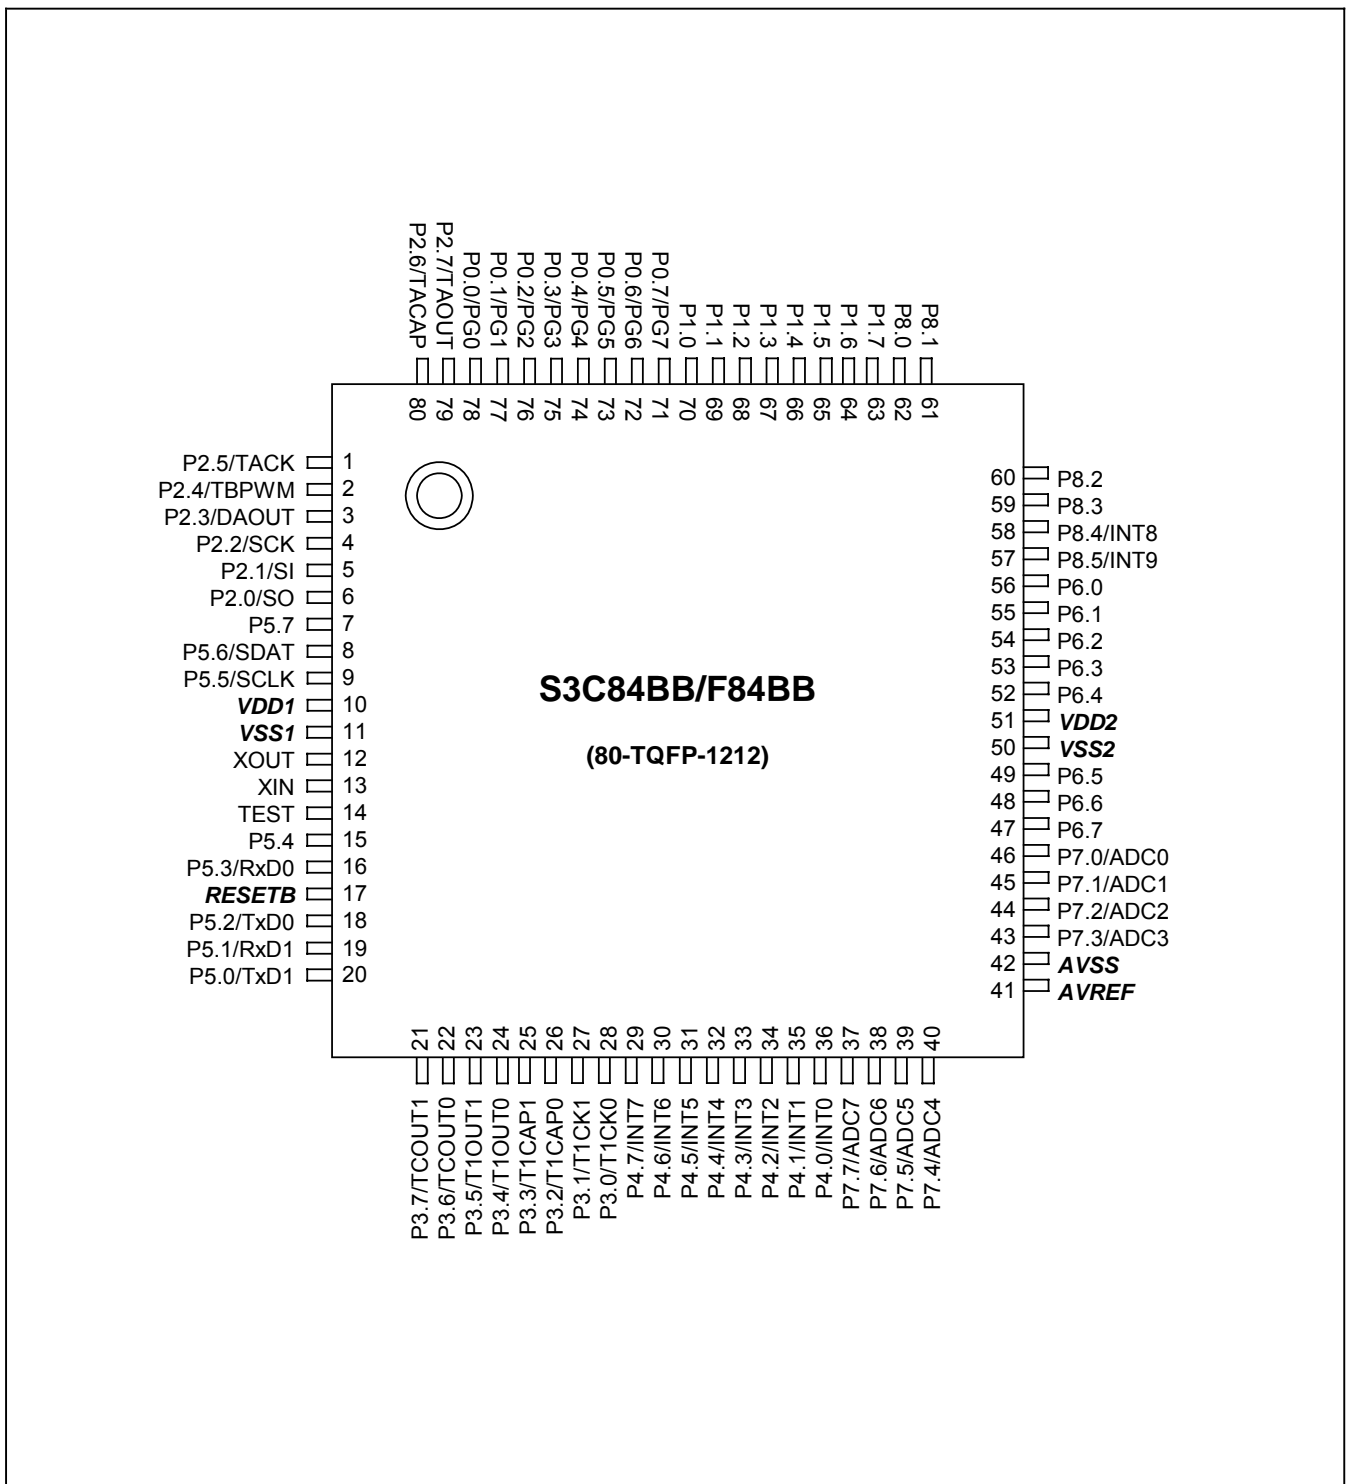 P2.6/TACAP
P2.7/TAOUT
P0.0/PG0
P0.1/PG1
P0.2/PG2
P0.3/PG3
P0.4/PG4
P0.5/PG5
P0.6/PG6
P0.7/PG7
P1.0
P1.1
P1.2
P1.3
P1.4
P1.5
P1.6
P1.7
P8.0
P8.1
80
79
78
77
76
75
74
73
72
71
70
69
68
67
66
65
64
63
62
61
P2.5/TACK 1
P2.4/TBPWM 2
P2.3/DAOUT 3
P2.2/SCK 4
P2.1/SI 5
P2.0/SO 6
P5.7 7
P5.6/SDAT 8
P5.5/SCLK 9
VDD1 10
VSS1 11
XOUT 12
XIN 13
TEST 14
P5.4 15
P5.3/RxD0 16
RESETB 17
P5.2/TxD0 18
P5.1/RxD1 19
P5.0/TxD1 20
S3C84BB/F84BB
(80-TQFP-1212)
60 P8.2
59 P8.3
58 P8.4/INT8
57 P8.5/INT9
56 P6.0
55 P6.1
54 P6.2
53 P6.3
52 P6.4
51 VDD2
50 VSS2
49 P6.5
48 P6.6
47 P6.7
46 P7.0/ADC0
45 P7.1/ADC1
44 P7.2/ADC2
43 P7.3/ADC3
42 AVSS
41 AVREF
21
22
23
24
25
26
27
28
29
30
31
32
33
34
35
36
37
38
39
40
P3.7/TCOUT1
P3.6/TCOUT0
P3.5/T1OUT1
P3.4/T1OUT0
P3.3/T1CAP1
P3.2/T1CAP0
P3.1/T1CK1
P3.0/T1CK0
P4.7/INT7
P4.6/INT6
P4.5/INT5
P4.4/INT4
P4.3/INT3
P4.2/INT2
P4.1/INT1
P4.0/INT0
P7.7/ADC7
P7.6/ADC6
P7.5/ADC5
P7.4/ADC4